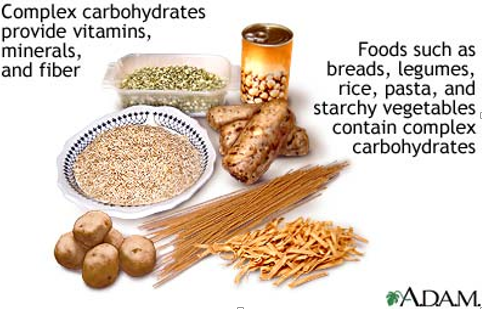 Complex carbohydrates
provide vitamins,
minerals,
and fiber
Foods such as
breads, legumes,
rice, pasta, and
starchy vegetables
contain complex
carbohydrates
A.D.A.M.